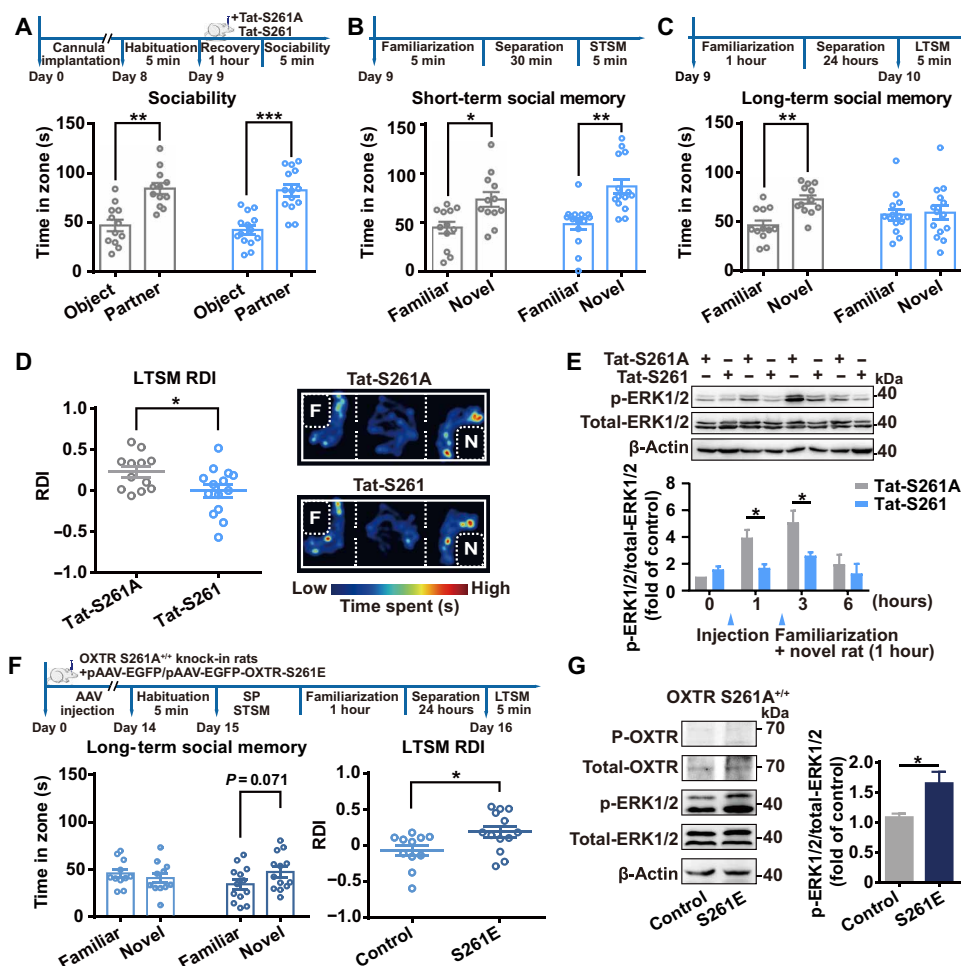 A
+Tat-S261A
Tat-S261
Cannula
implantation
Habituation
5 min
Recovery
1 hour
Sociability
5 min
Day 0
Day 8
Day 9
Sociability
Time in zone (s)
150
100
50
0
**
***
Object
Partner
Object
Partner
B
Familiarization
5 min
Separation
30 min
STSM
5 min
Day 9
Short-term social memory
Time in zone (s)
150
100
50
0
*
**
Familiar
Novel
Familiar
Novel
C
Familiarization
1 hour
Separation
24 hours
LTSM
5 min
Day 9
Day 10
Long-term social memory
Time in zone (s)
150
100
50
0
**
Familiar
Novel
Familiar
Novel
D
LTSM RDI
RDI
1.0
0.5
0
−0.5
−1.0
*
Tat-S261A
Tat-S261
Tat-S261A
F
N
Tat-S261
F
N
Low
High
Time spent (s)
E
Tat-S261A + − + − + − + −
Tat-S261 − + − + − + − +
kDa
p-ERK1/2
40
Total-ERK1/2
40
β-Actin
40
p-ERK1/2/total-ERK1/2
(fold of control)
8
6
4
2
0
*
*
Tat-S261A
Tat-S261
0 1 3 6 (hours)
Injection
Familiarization
+ novel rat (1 hour)
F
OXTR S261A+/+ knock-in rats
+pAAV-EGFP/pAAV-EGFP-OXTR-S261E
AAV
injection
Habituation
5 min
SP
STSM
Familiarization
1 hour
Separation
24 hours
LTSM
5 min
Day 0
Day 14
Day 15
Day 16
Long-term social memory
Time in zone (s)
150
100
50
0
P = 0.071
Familiar
Novel
Familiar
Novel
LTSM RDI
RDI
1.0
0.5
0
−0.5
−1.0
*
Control
S261E
G
OXTR S261A+/+
kDa
P-OXTR
70
Total-OXTR
70
p-ERK1/2
40
Total-ERK1/2
40
β-Actin
40
Control
S261E
p-ERK1/2/total-ERK1/2
(fold of control)
2.0
1.5
1.0
0.5
0
*
Control
S261E